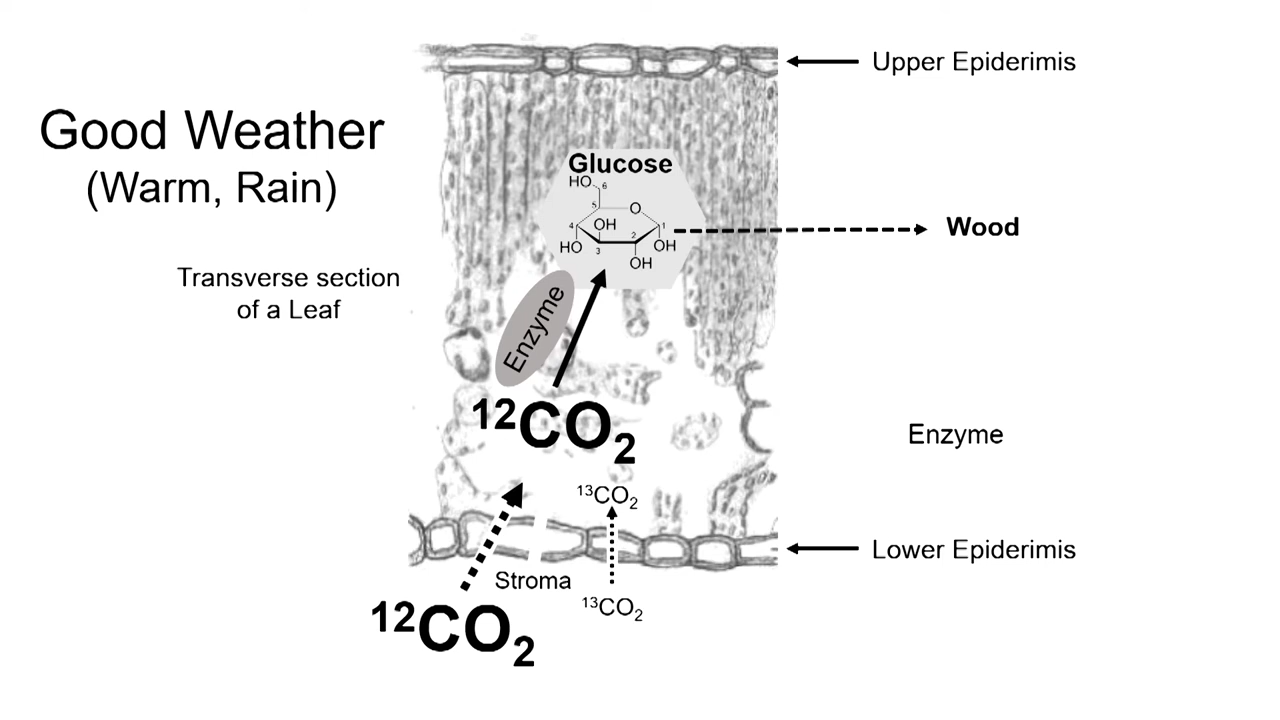 Good Weather
(Warm, Rain)
Transverse section
of a Leaf
Upper Epiderimis
Glucose
HO
6
5
O
4
OH
1
HO
3
2
OH
OH
Wood
Enzyme
¹²CO₂
¹³CO₂
Enzyme
Lower Epiderimis
Stroma
¹²CO₂
¹³CO₂